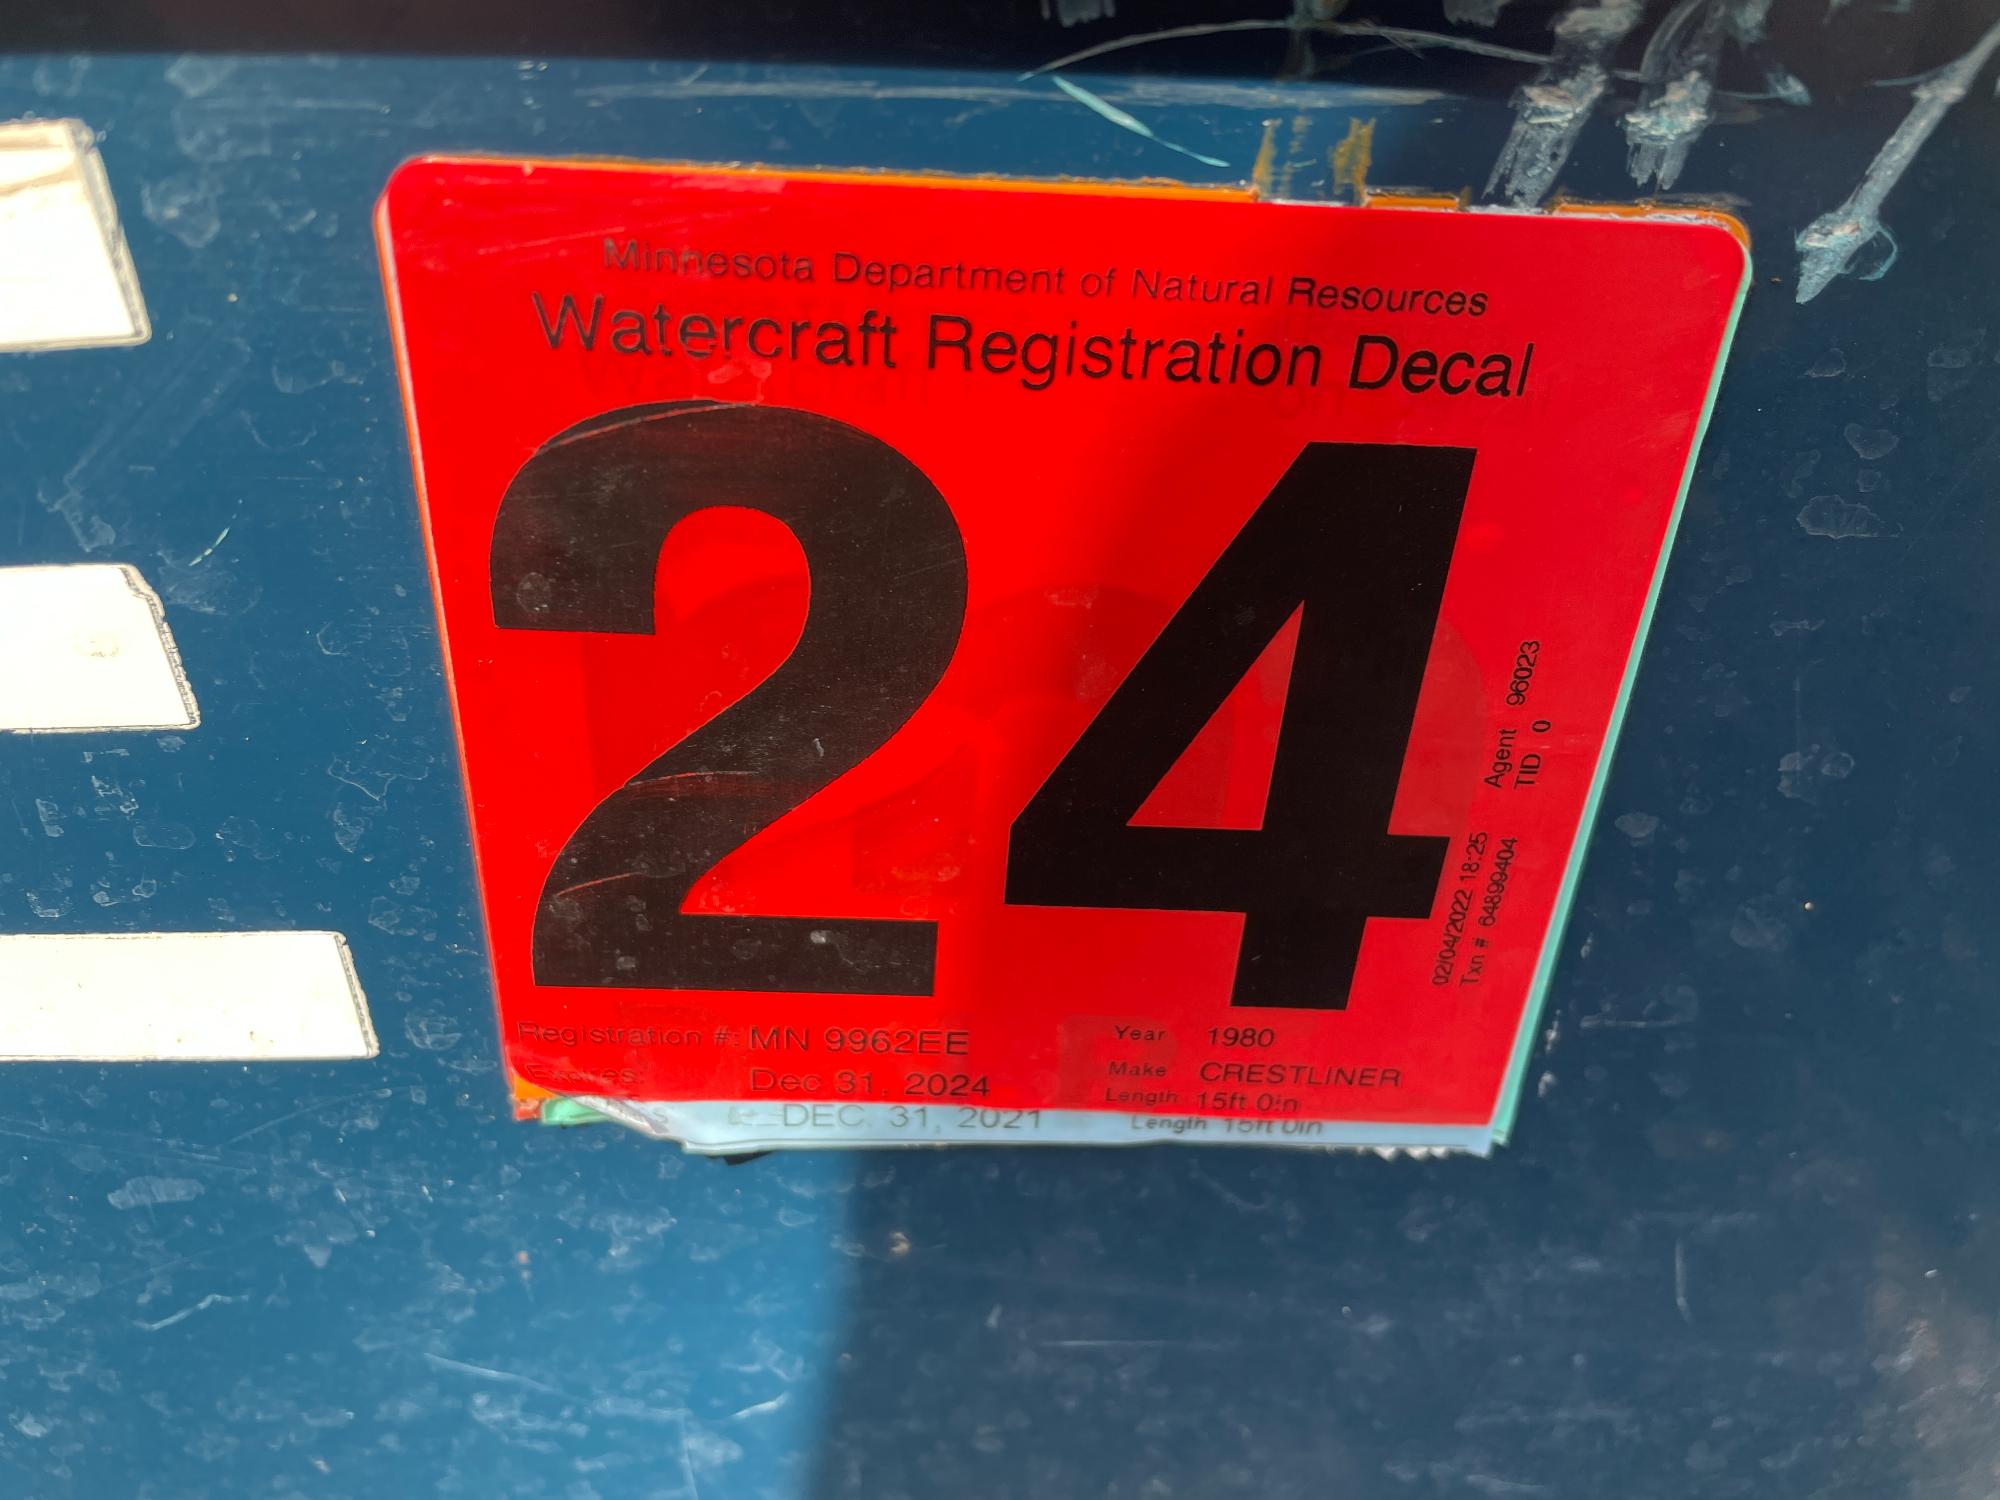 Minnesota Department of Natural Resources
Watercraft Registration Decal
24
Agent 96023
TID 0
02/04/2022 18:25
Txn # 64899404
Registration #: MN 9962EE
Expires: Dec 31, 2024
Year 1980
Make CRESTLINER
Length 15ft 0in
DEC. 31, 2021
Length 15ft 0in